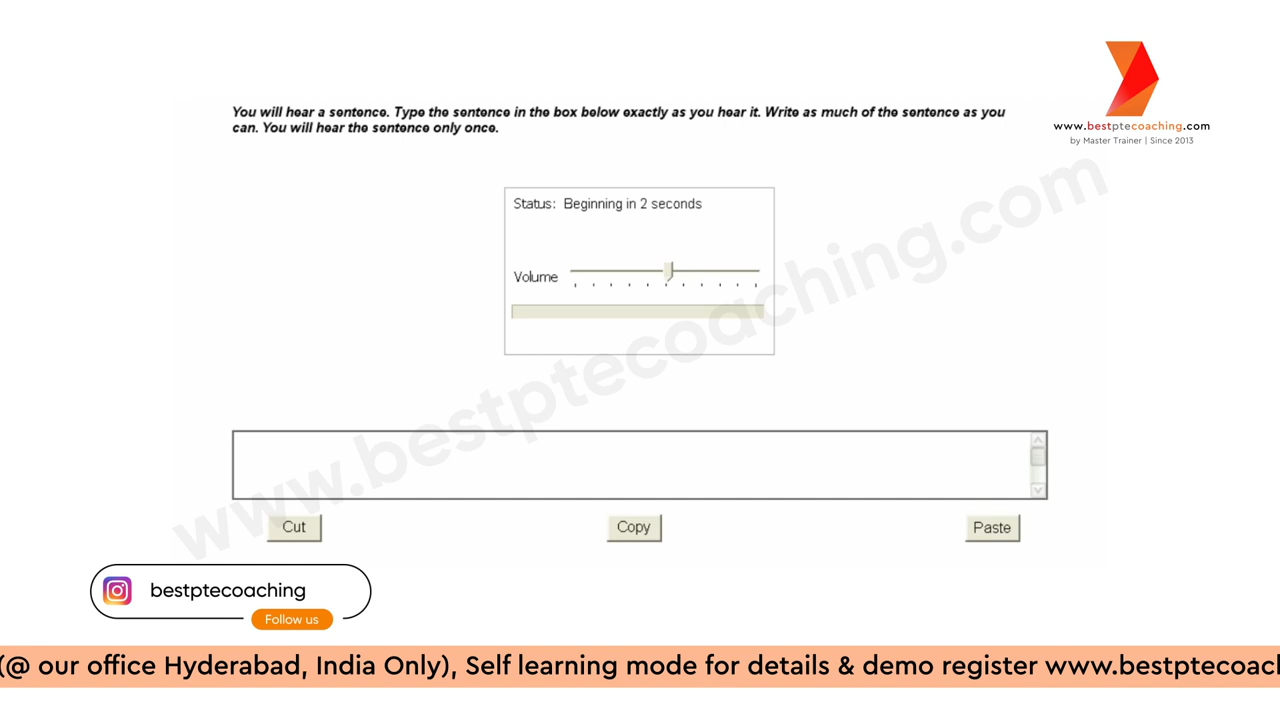 You will hear a sentence. Type the sentence in the box below exactly as you hear it. Write as much of the sentence as you
can. You will hear the sentence only once.
www.bestptecoaching.com
by Master Trainer | Since 2013
Status: Beginning in 2 seconds
Volume
www.bestptecoaching.com
Cut Copy Paste
bestptecoaching
Follow us
(@ our office Hyderabad, India Only), Self learning mode for details & demo register www.bestptecoach